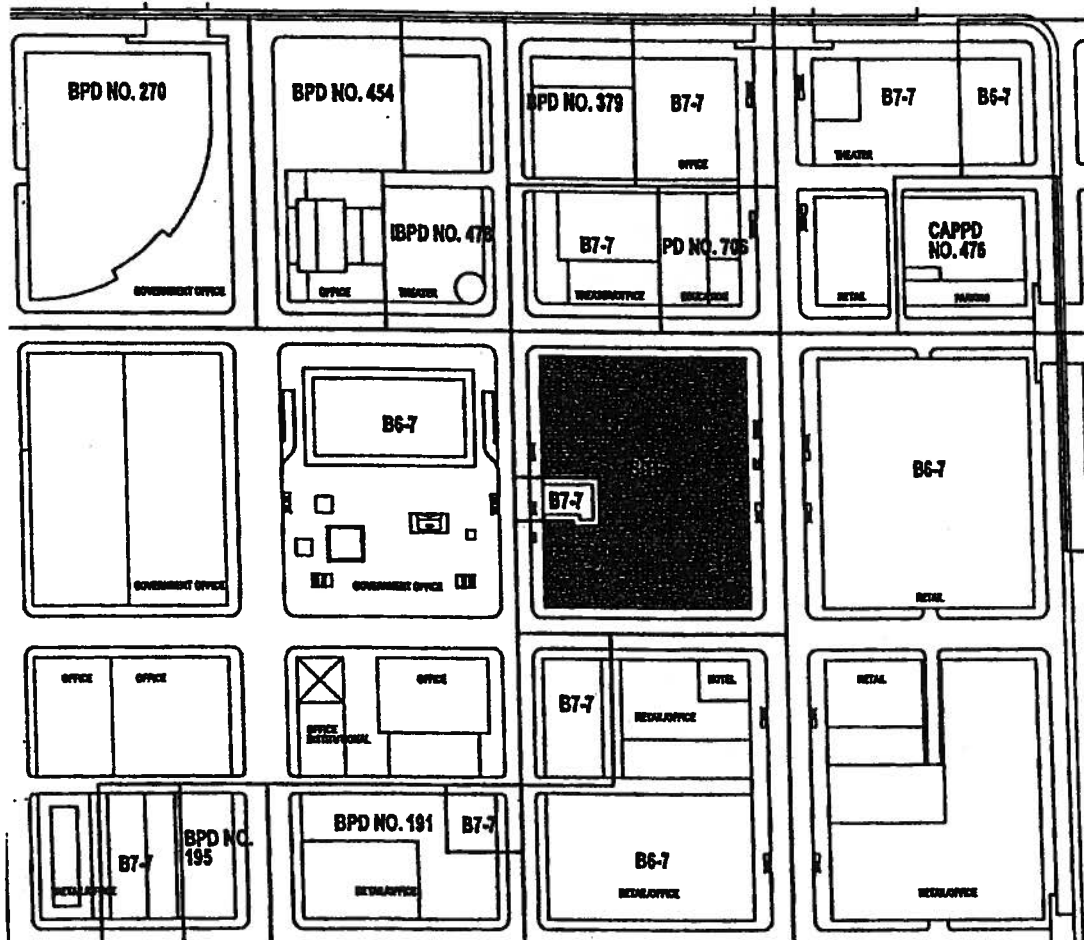 BPD NO. 270
GOVERNMENT OFFICE
BPD NO. 454
IBPD NO. 478
OFFICE
THEATER
BPD NO. 379
B7-7
OFFICE
B7-7
THEATER/OFFICE
PD NO. 706
B7-7
B6-7
THEATER
RETAIL
CAPPD
NO. 476
PARKING
GOVERNMENT OFFICE
B6-7
GOVERNMENT OFFICE
B7-7
B6-7
RETAIL
OFFICE
OFFICE
OFFICE
INSTITUTIONAL
OFFICE
B7-7
HOTEL
RETAIL/OFFICE
RETAIL
B7-7
BPD NO.
195
RETAIL/OFFICE
BPD NO. 191
B7-7
RETAIL/OFFICE
B6-7
RETAIL/OFFICE
RETAIL/OFFICE